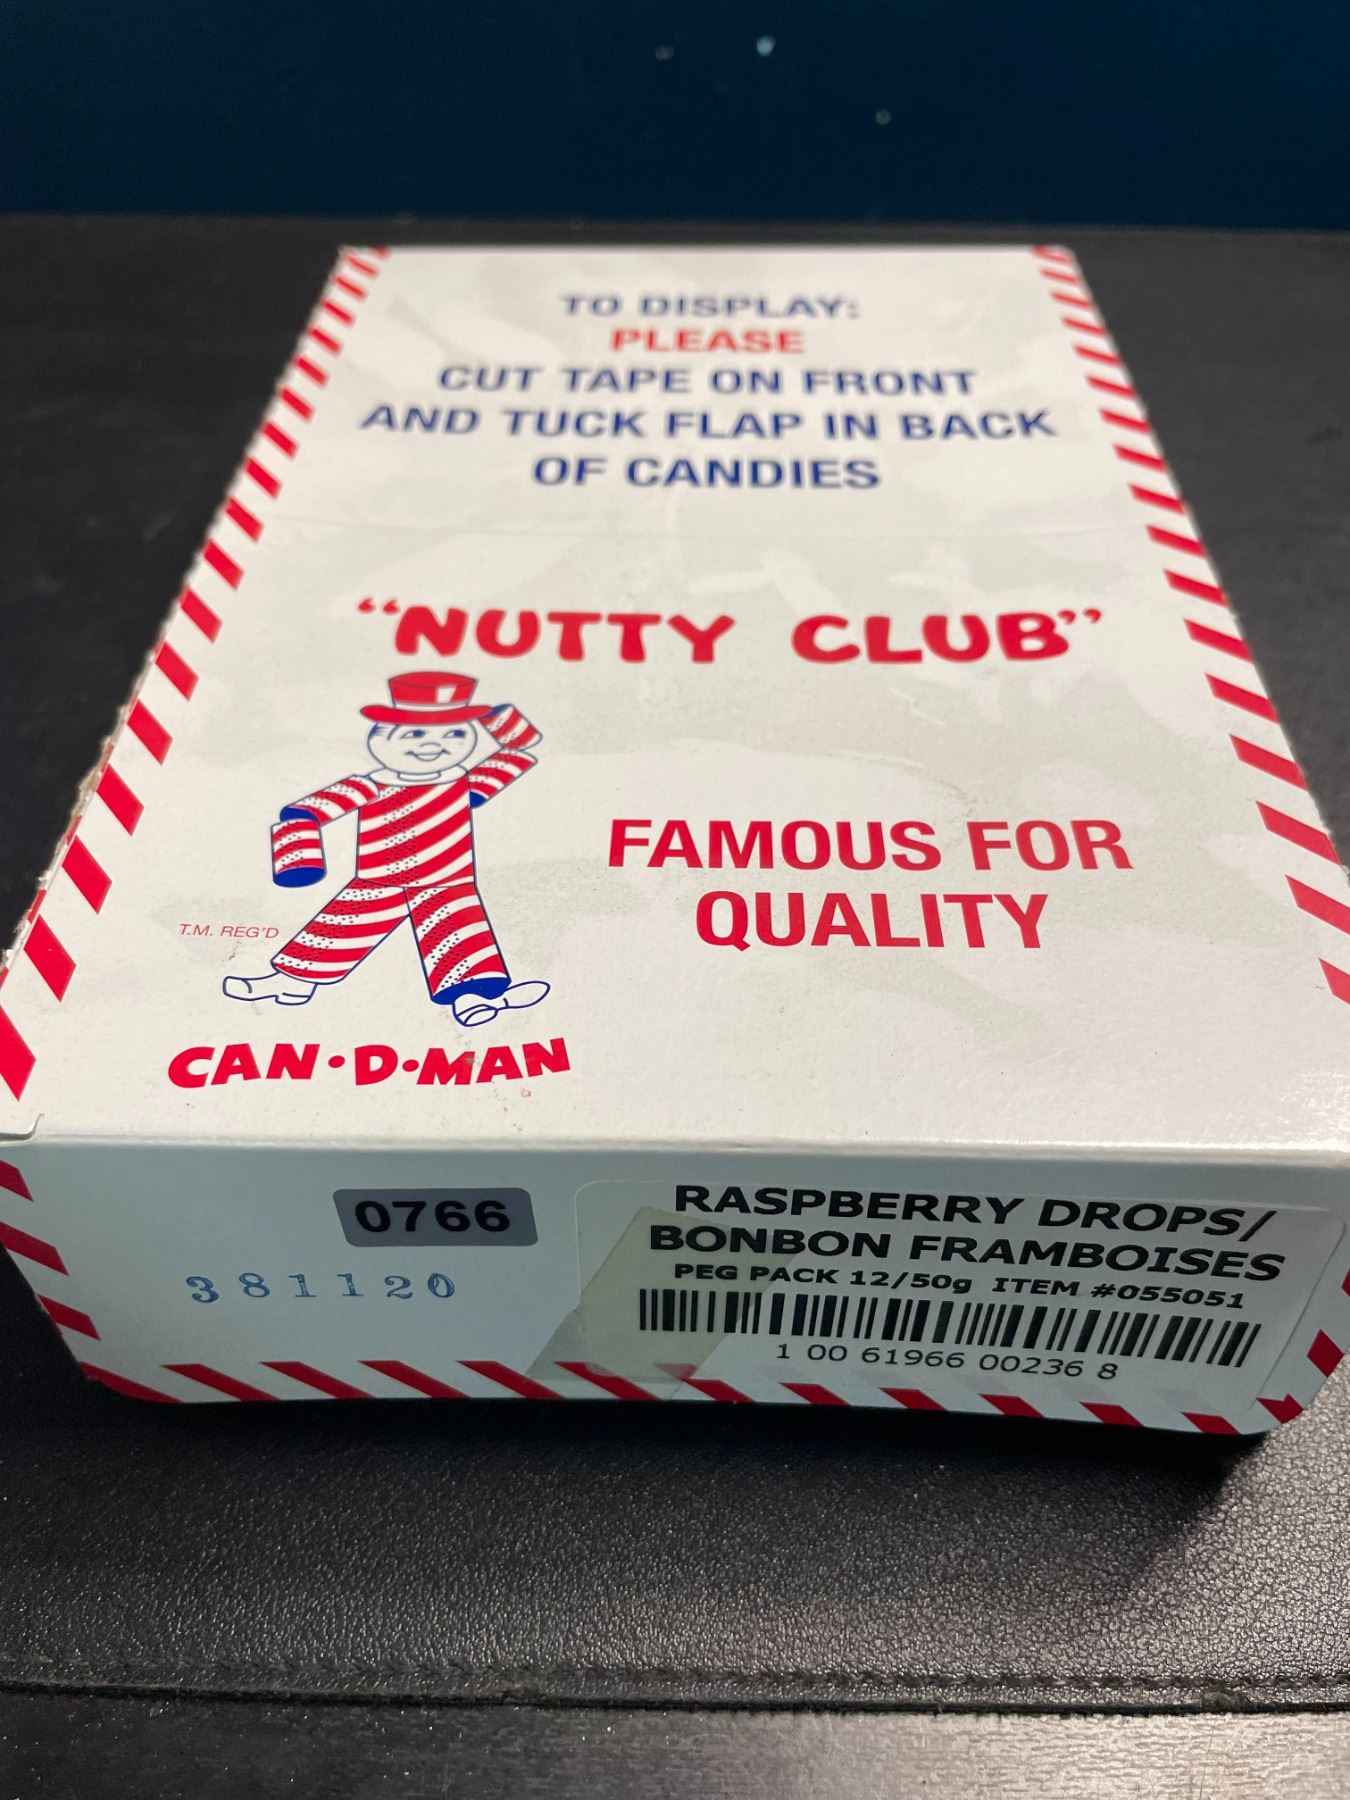 TO DISPLAY:
PLEASE
CUT TAPE ON FRONT
AND TUCK FLAP IN BACK
OF CANDIES
“NUTTY CLUB”
FAMOUS FOR
QUALITY
T.M. REG'D
CAN•D•MAN
0766
381120
RASPBERRY DROPS/
BONBON FRAMBOISES
PEG PACK 12/50g ITEM #055051
1 00 61966 00236 8